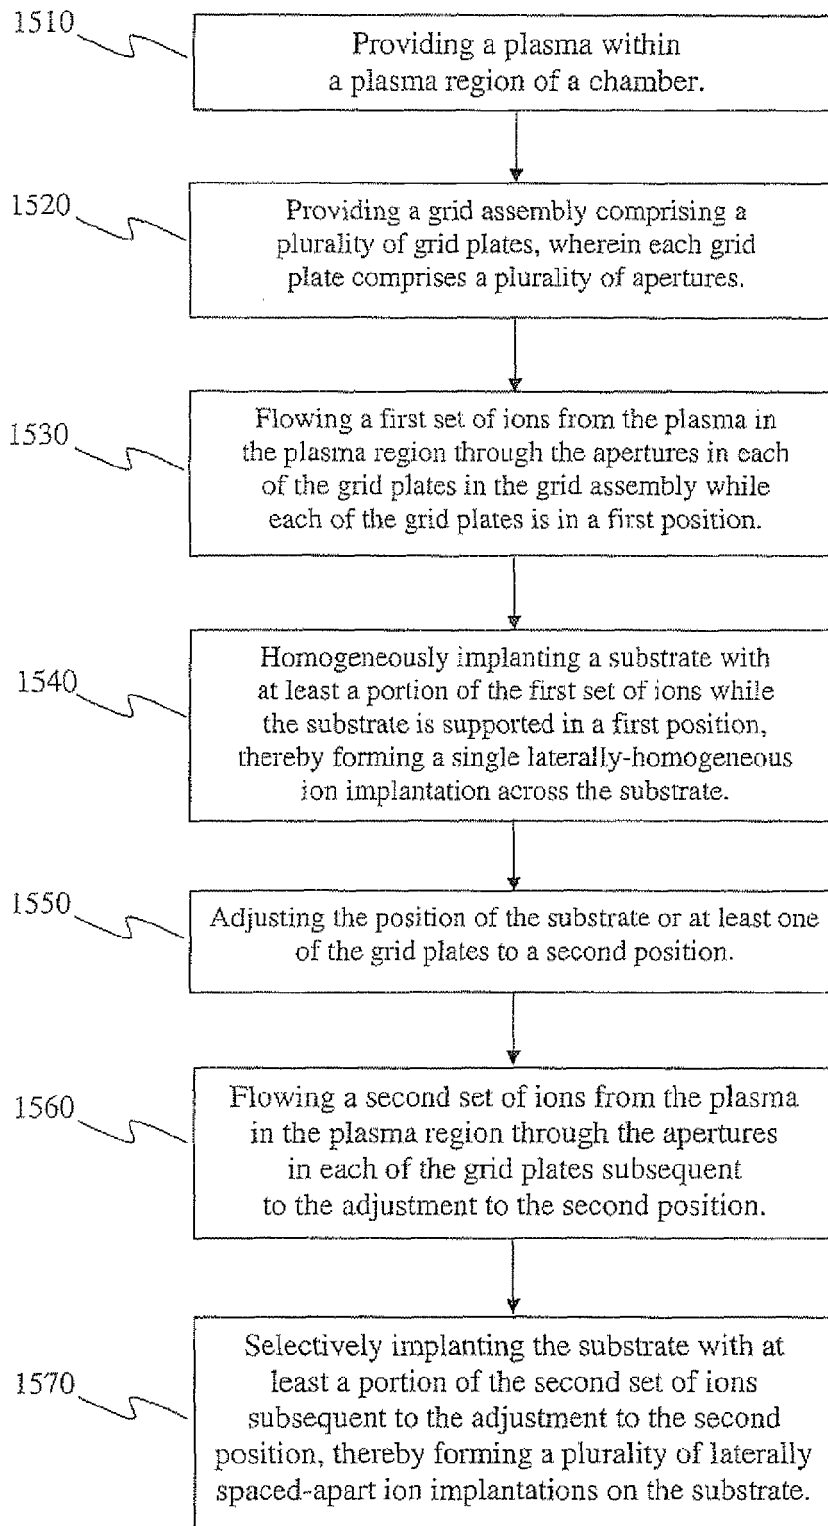 1510
Providing a plasma within
a plasma region of a chamber.
1520
Providing a grid assembly comprising a
plurality of grid plates, wherein each grid
plate comprises a plurality of apertures.
1530
Flowing a first set of ions from the plasma in
the plasma region through the apertures in each
of the grid plates in the grid assembly while
each of the grid plates is in a first position.
1540
Homogeneously implanting a substrate with
at least a portion of the first set of ions while
the substrate is supported in a first position,
thereby forming a single laterally-homogeneous
ion implantation across the substrate.
1550
Adjusting the position of the substrate or at least one
of the grid plates to a second position.
1560
Flowing a second set of ions from the plasma
in the plasma region through the apertures
in each of the grid plates subsequent
to the adjustment to the second position.
1570
Selectively implanting the substrate with at
least a portion of the second set of ions
subsequent to the adjustment to the second
position, thereby forming a plurality of laterally
spaced-apart ion implantations on the substrate.